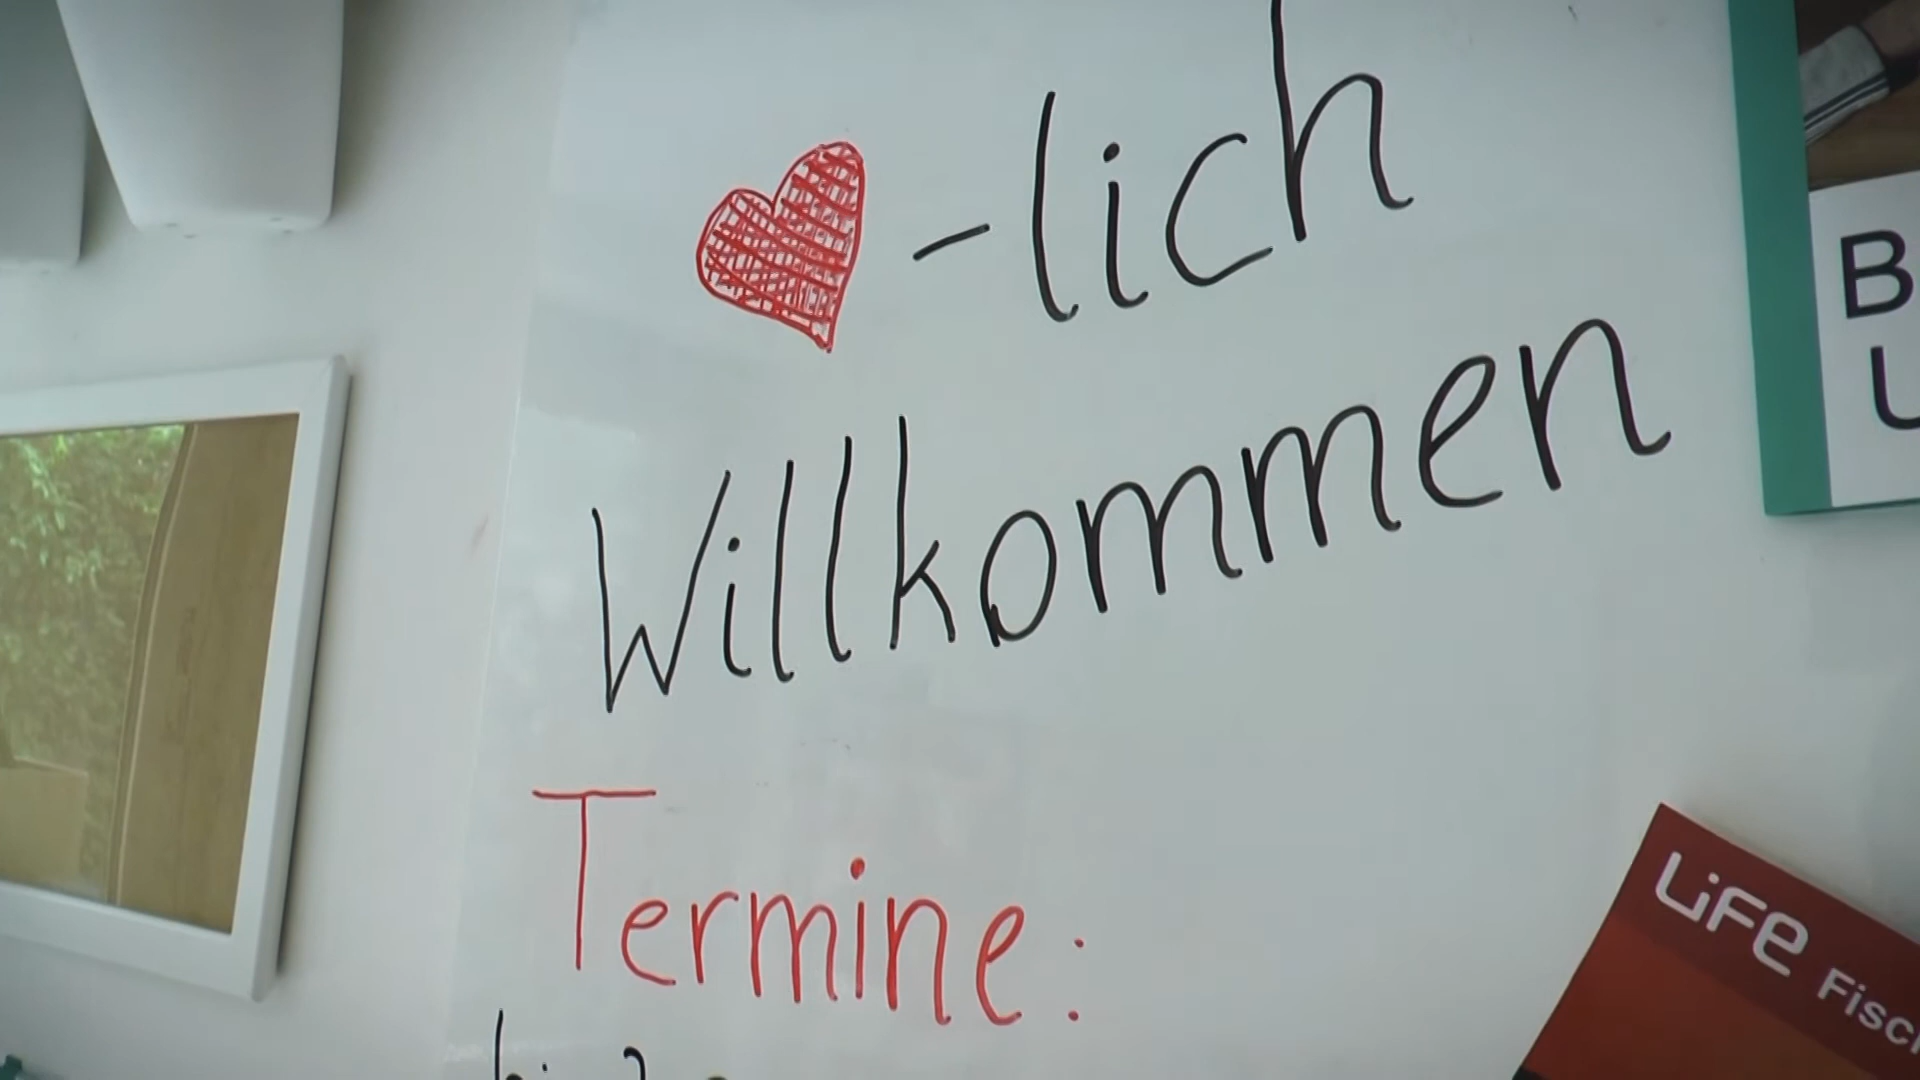 ❤-lich
Willkommen
Termine:
LiFE
B
U